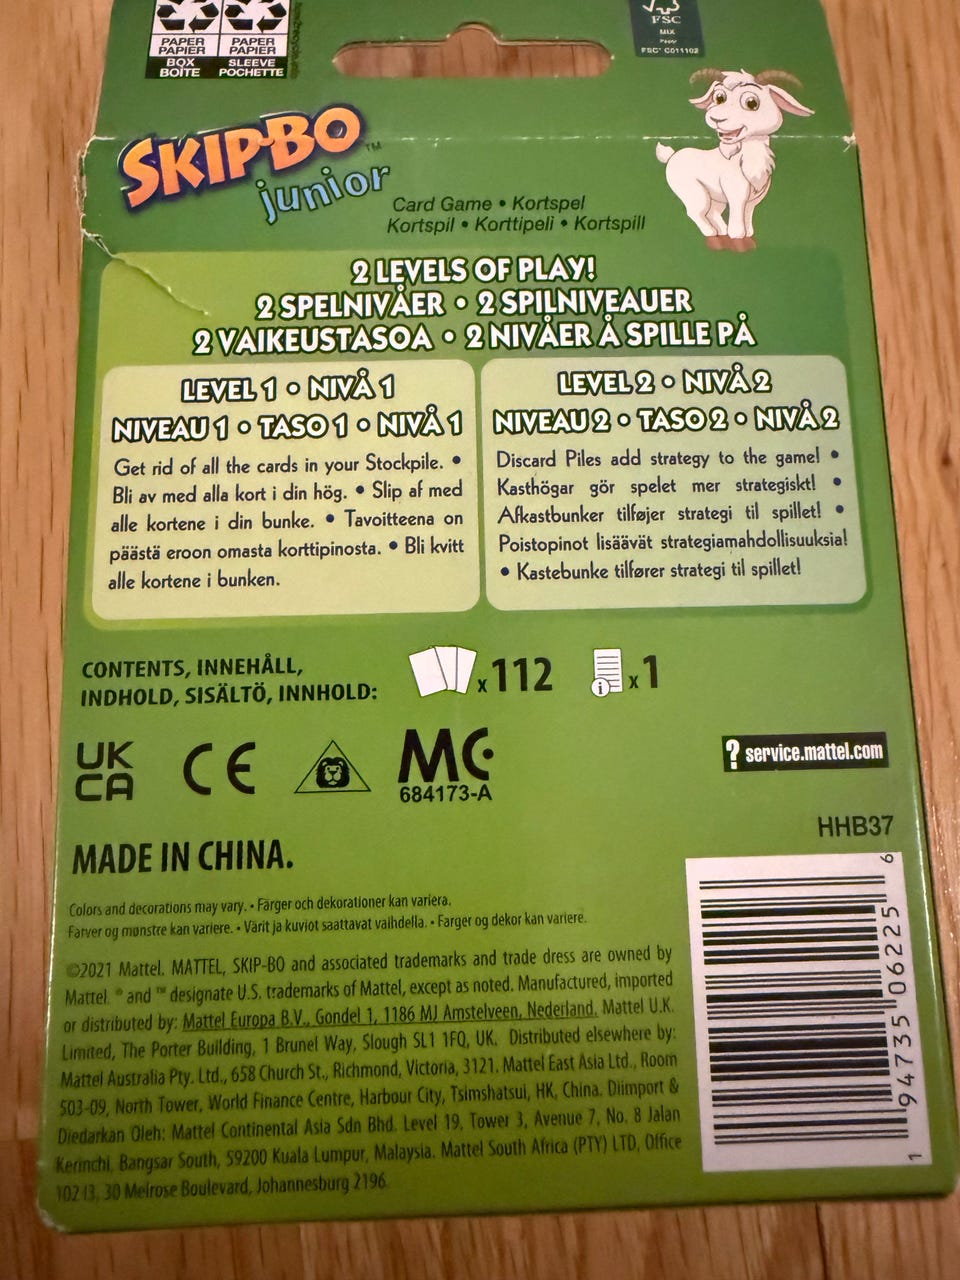 PAPER PAPER
PAPIER PAPIER
BOX SLEEVE
BOÎTE POCHETTE
FSC
MIX
Paper
FSC® C011102
SKIP-BO™
junior
Card Game • Kortspel
Kortspil • Korttipeli • Kortspill
2 LEVELS OF PLAY!
2 SPELNIVÅER • 2 SPILNIVEAUER
2 VAIKEUSTASOA • 2 NIVÅER Å SPILLE PÅ
LEVEL 1 • NIVÅ 1
NIVEAU 1 • TASO 1 • NIVÅ 1
Get rid of all the cards in your Stockpile. •
Bli av med alla kort i din hög. • Slip af med
alle kortene i din bunke. • Tavoitteena on
päästä eroon omasta korttipinosta. • Bli kvitt
alle kortene i bunken.
LEVEL 2 • NIVÅ 2
NIVEAU 2 • TASO 2 • NIVÅ 2
Discard Piles add strategy to the game! •
Kasthögar gör spelet mer strategiskt! •
Afkastbunker tilføjer strategi til spillet! •
Poistopinot lisäävät strategiamahdollisuuksia!
• Kastebunke tilfører strategi til spillet!
CONTENTS, INNEHÅLL,
INDHOLD, SISÄLTÖ, INNHOLD:
x 112
i x 1
UK
CA
CE
MC
684173-A
? service.mattel.com
HHB37
MADE IN CHINA.
Colors and decorations may vary. • Färger och dekorationer kan variera.
Farver og mønstre kan variere. • Värit ja kuviot saattavat vaihdella. • Farger og dekor kan variere.
©2021 Mattel. MATTEL, SKIP-BO and associated trademarks and trade dress are owned by
Mattel. ® and ™ designate U.S. trademarks of Mattel, except as noted. Manufactured, imported
or distributed by: Mattel Europa B.V., Gondel 1, 1186 MJ Amstelveen, Nederland. Mattel U.K.
Limited, The Porter Building, 1 Brunel Way, Slough SL1 1FQ, UK. Distributed elsewhere by:
Mattel Australia Pty. Ltd., 658 Church St., Richmond, Victoria, 3121. Mattel East Asia Ltd., Room
503-09, North Tower, World Finance Centre, Harbour City, Tsimshatsui, HK, China. Diimport &
Diedarkan Oleh: Mattel Continental Asia Sdn Bhd. Level 19, Tower 3, Avenue 7, No. 8 Jalan
Kerinchi, Bangsar South, 59200 Kuala Lumpur, Malaysia. Mattel South Africa (PTY) LTD, Office
102 I3, 30 Melrose Boulevard, Johannesburg 2196.
1 94735 06225 6